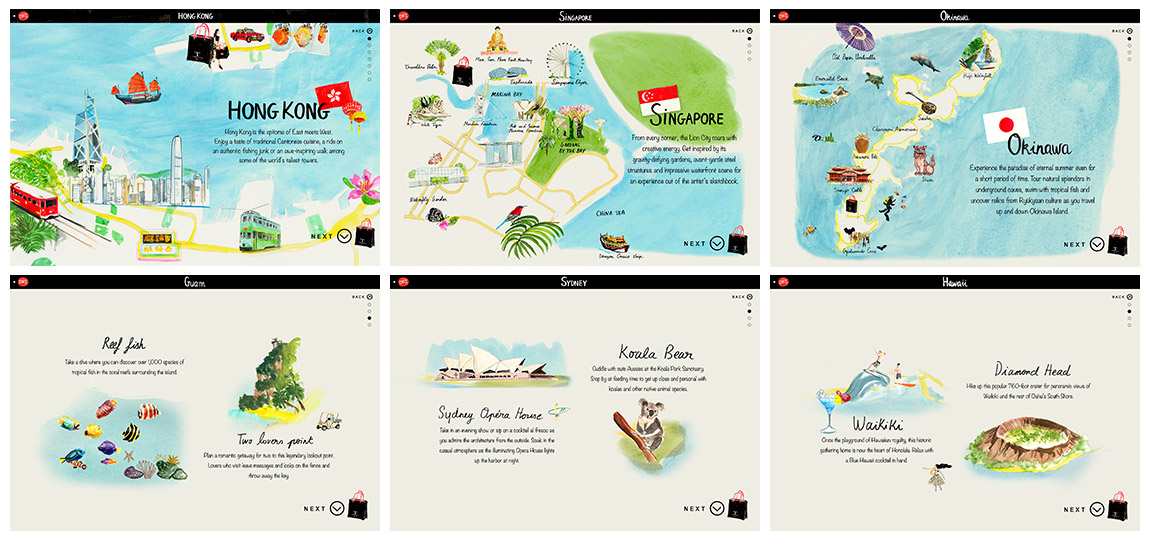 HONG KONG
BACK
HONG KONG
Hong Kong is the epitome of East meets West.
Enjoy a taste of traditional Cantonese cuisine, a ride on
an authentic fishing junk or an awe-inspiring walk among
some of the world's tallest towers.
NEXT
SINGAPORE
BACK
Travellers Palm
Esplanade
Singapore Flyer
MARINA BAY
White Tiger
Merlion Fountain
GARDENS
BY THE BAY
Butterfly Garden
CHINA SEA
SINGAPORE
From every corner, the Lion City roars with
creative energy. Get inspired by its
gravity-defying gardens, avant-garde steel
structures and impressive waterfront scene for
an experience out of the artist's sketchbook.
NEXT
Okinawa
BACK
Oil Paper Umbrella
Emerald Beach
Hiji Waterfall
Sanshin
Shisa
Shurijo Castle
Okinawa
Experience the paradise of eternal summer even for
a short period of time. Tour natural splendors in
underground caves, swim with tropical fish and
uncover relics from Ryukyuan culture as you travel
up and down Okinawa Island.
NEXT
Guam
BACK
Reef fish
Take a dive where you can discover over 1,000 species of
tropical fish in the coral reefs surrounding the island.
Two lovers point
Plan a romantic getaway for two to this legendary lookout point.
Lovers who visit leave messages and locks on the fence and
throw away the key.
NEXT
SYDNEY
BACK
Koala Bear
Cuddle with cute Aussies at the Koala Park Sanctuary.
Stop by at feeding time to get up close and personal with
koalas and other native animal species.
Sydney Opera House
Take in an evening show or sip on a cocktail al fresco as
you admire the architecture from the outside. Soak in the
casual atmosphere as the illuminating Opera House lights
up the harbor at night.
NEXT
Hawaii
BACK
Diamond Head
Hike up this popular 760-foot crater for panoramic views of
Waikiki and the rest of Oahu's South Shore.
WAIKIKI
Once the playground of Hawaiian royalty, this historic
gathering home is now the heart of Honolulu. Relax with
a Blue Hawaii cocktail in hand.
NEXT